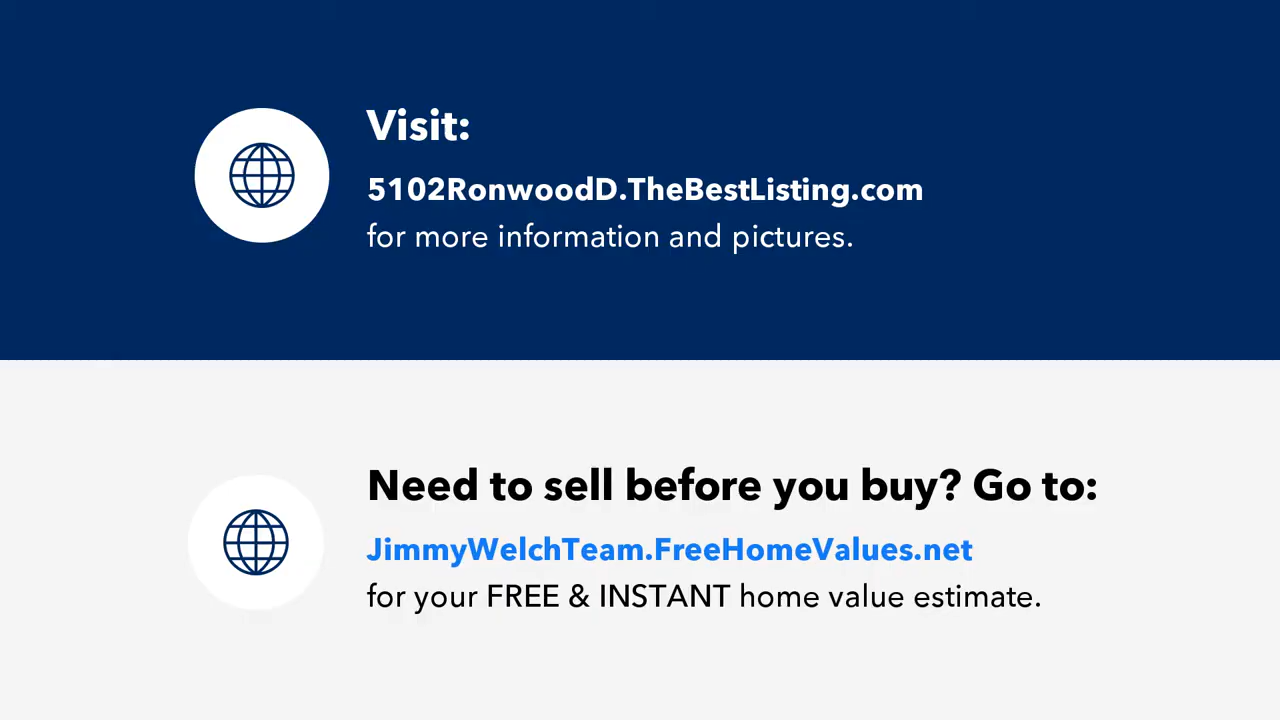 Visit:
5102RonwoodD.TheBestListing.com
for more information and pictures.
Need to sell before you buy? Go to:
JimmyWelchTeam.FreeHomeValues.net
for your FREE & INSTANT home value estimate.